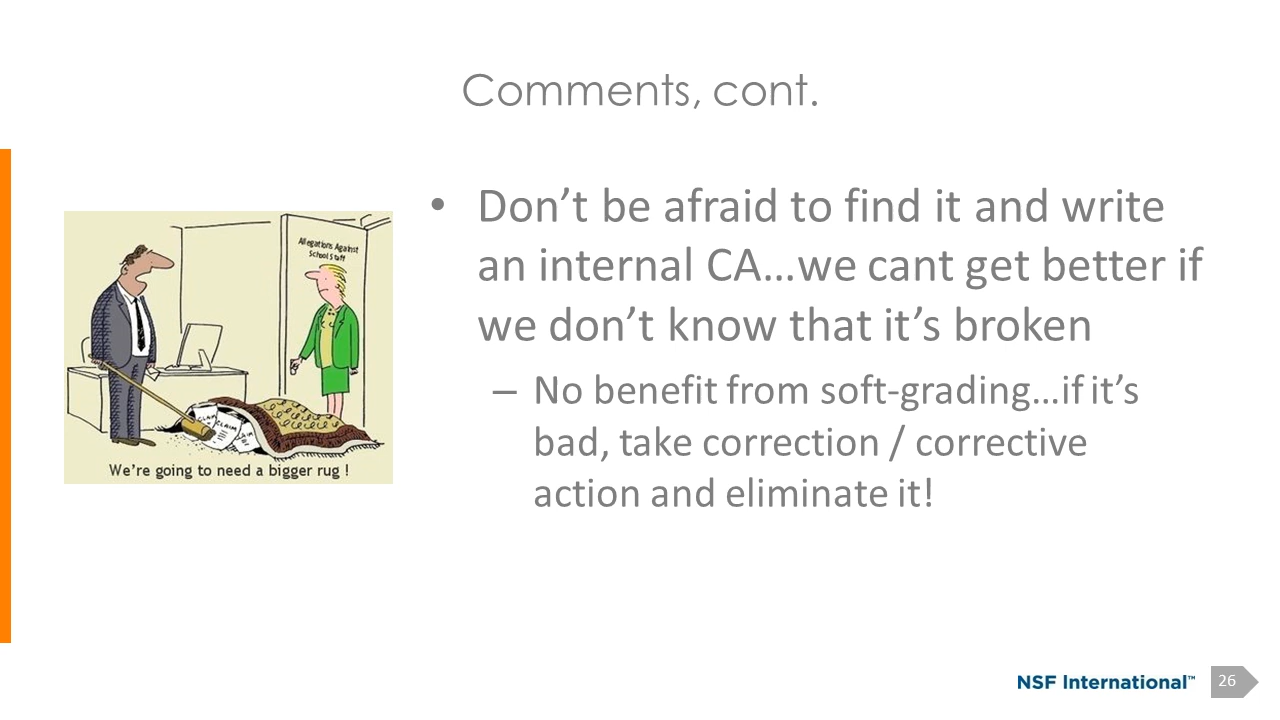 Comments, cont.
• Don’t be afraid to find it and write
an internal CA…we cant get better if
we don’t know that it’s broken
– No benefit from soft-grading…if it’s
bad, take correction / corrective
action and eliminate it!
Allegations Against
School Staff
CLAIM
CLAIM
We’re going to need a bigger rug !
NSF International™
26